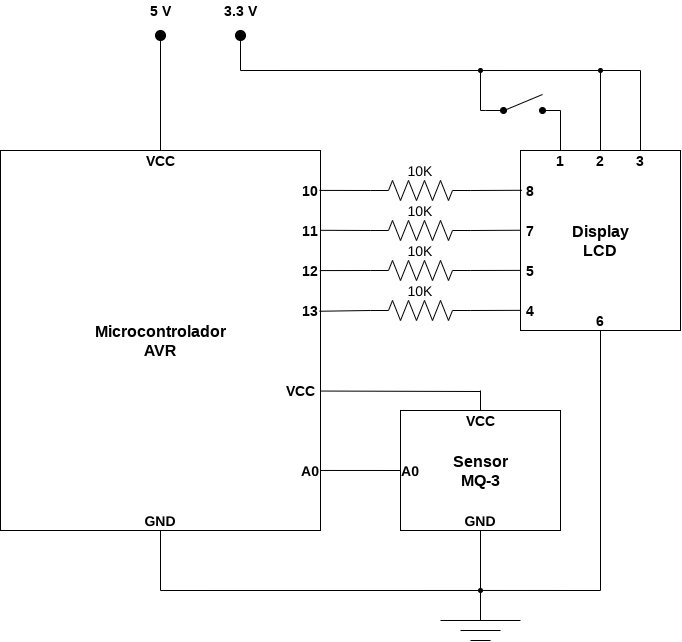 5 V
3.3 V
VCC
1
2
3
10
10K
8
11
10K
7
Display
LCD
12
10K
5
13
10K
4
6
Microcontrolador
AVR
VCC
VCC
A0
A0
Sensor
MQ-3
GND
GND